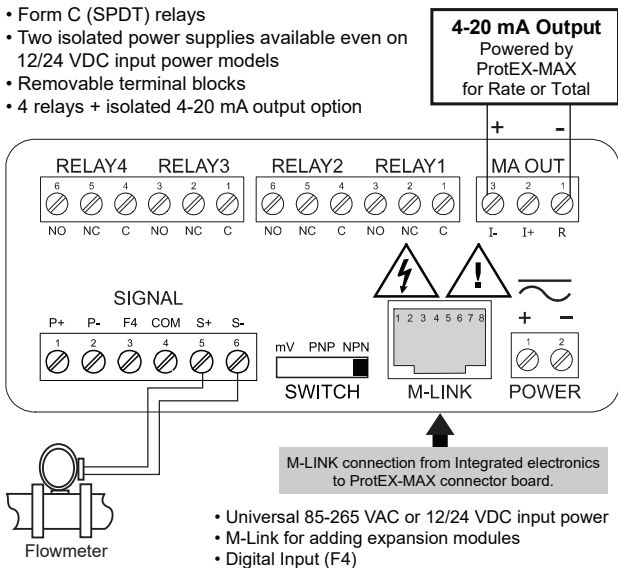 • Form C (SPDT) relays
• Two isolated power supplies available even on
12/24 VDC input power models
• Removable terminal blocks
• 4 relays + isolated 4-20 mA output option
4-20 mA Output
Powered by
ProtEX-MAX
for Rate or Total
+ -
RELAY4 RELAY3 RELAY2 RELAY1 MA OUT
6 5 4 3 2 1 6 5 4 3 2 1 3 2 1
NO NC C NO NC C NO NC C NO NC C I- I+ R
SIGNAL
P+ P- F4 COM S+ S-
1 2 3 4 5 6
mV PNP NPN
SWITCH
1 2 3 4 5 6 7 8
M-LINK
+ -
1 2
POWER
M-LINK connection from Integrated electronics
to ProtEX-MAX connector board.
Flowmeter
• Universal 85-265 VAC or 12/24 VDC input power
• M-Link for adding expansion modules
• Digital Input (F4)